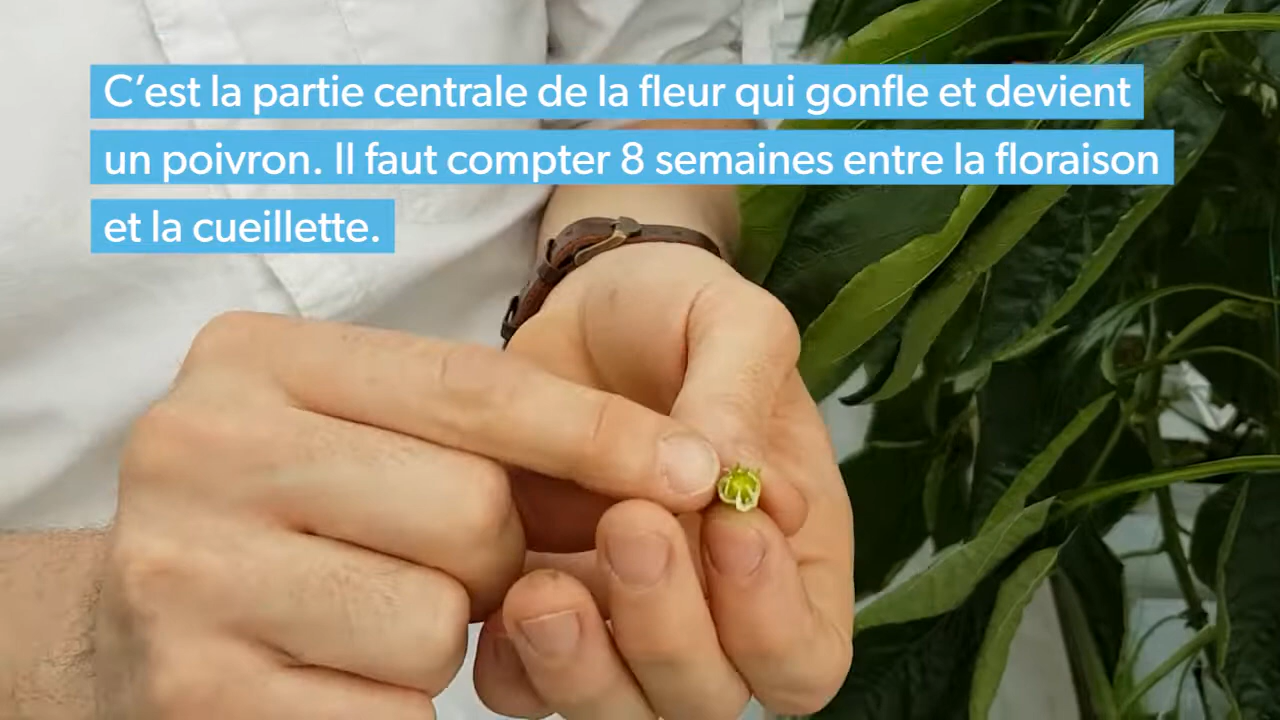 C’est la partie centrale de la fleur qui gonfle et devient
un poivron. Il faut compter 8 semaines entre la floraison
et la cueillette.